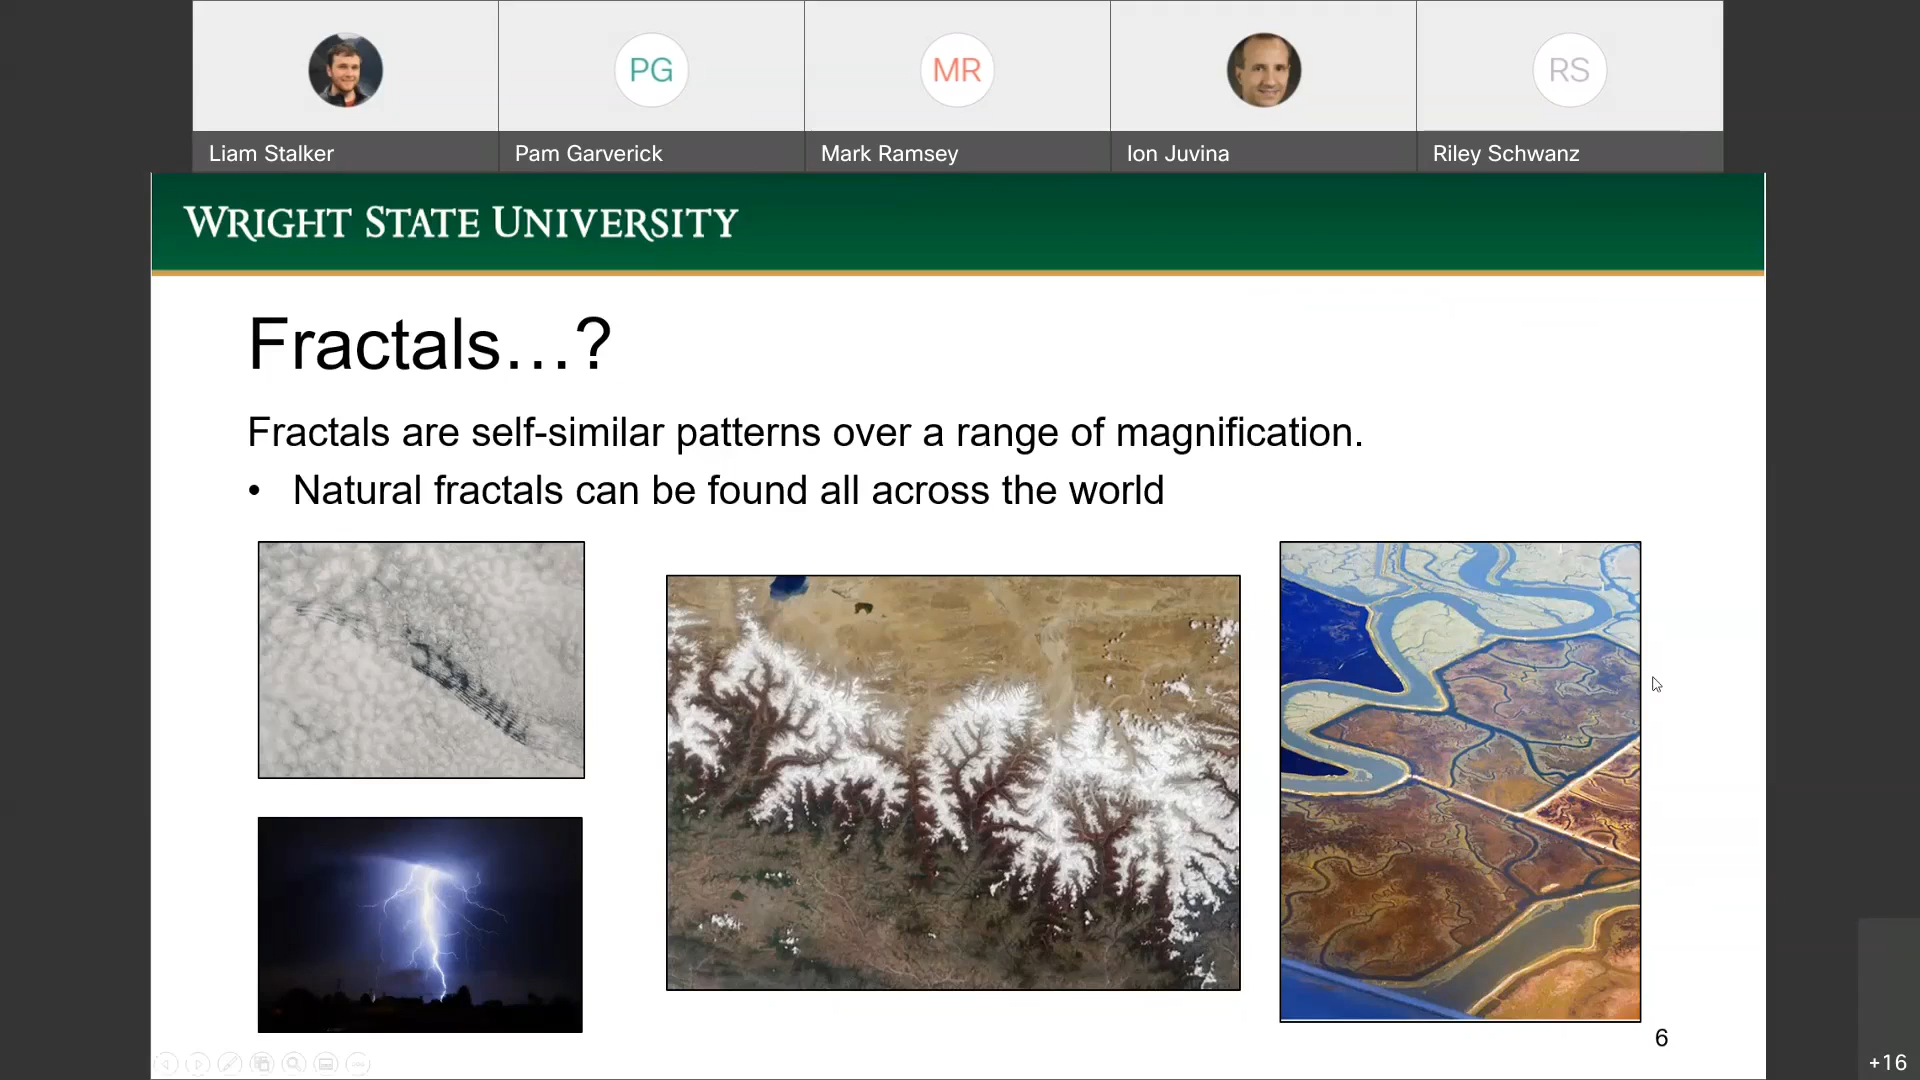 PG
MR
RS
Liam Stalker
Pam Garverick
Mark Ramsey
Ion Juvina
Riley Schwanz
WRIGHT STATE UNIVERSITY
Fractals…?
Fractals are self-similar patterns over a range of magnification.
• Natural fractals can be found all across the world
6
+16